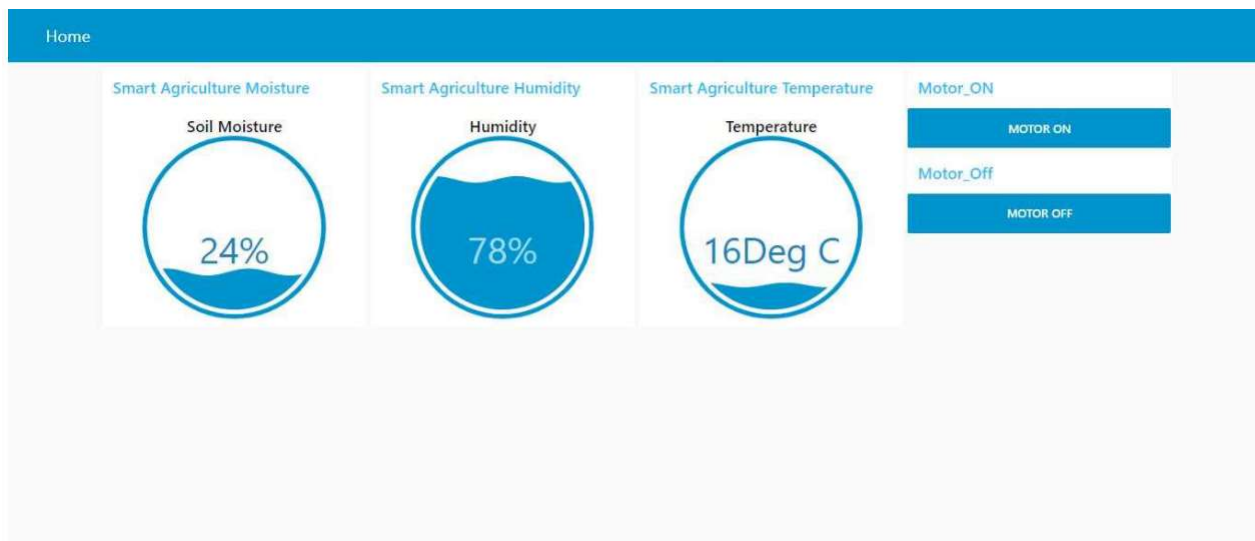 Home
Smart Agriculture Moisture
Soil Moisture
24%
Smart Agriculture Humidity
Humidity
78%
Smart Agriculture Temperature
Temperature
16Deg C
Motor_ON
MOTOR ON
Motor_Off
MOTOR OFF